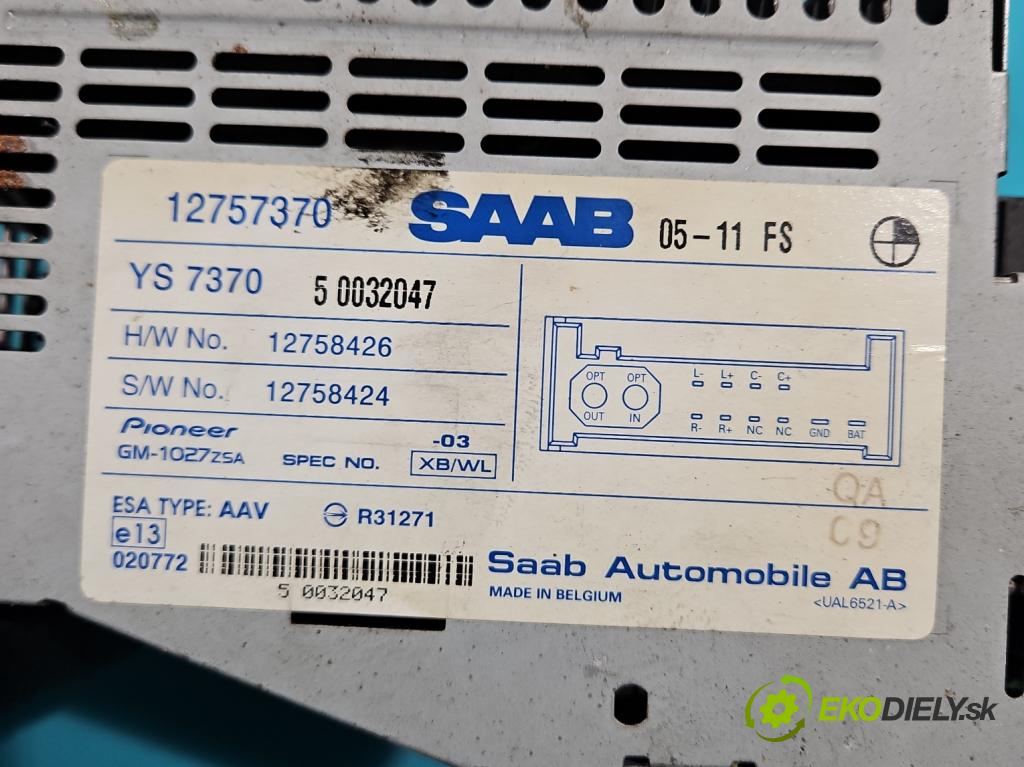 12757370 SAAB 05-11 FS
YS 7370 5 0032047
H/W No. 12758426
S/W No. 12758424
Pioneer -03
GM-1027ZSA SPEC NO. XB/WL
L- L+ C- C+
OPT OPT
OUT IN
R- R+ NC NC GND BAT
QA
C9
ESA TYPE: AAV R31271
e13
020772
5 0032047
Saab Automobile AB
MADE IN BELGIUM <UAL6521-A>
EKODIELY.sk